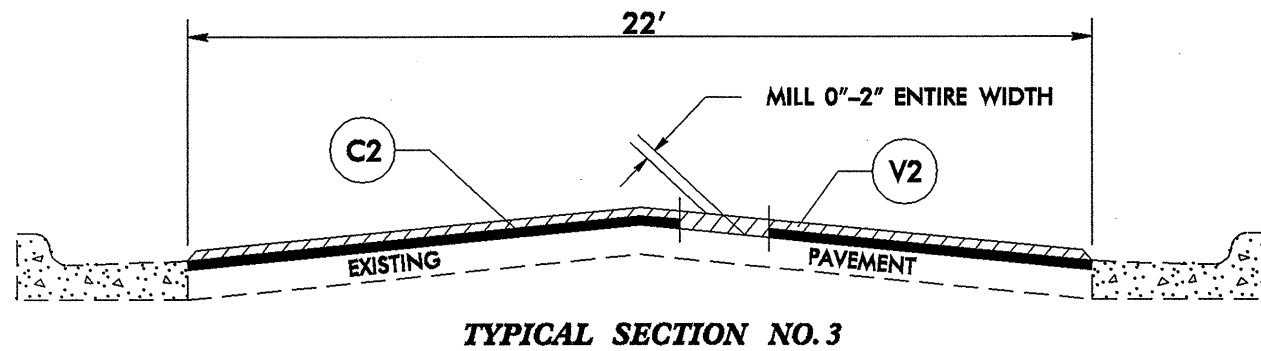 22'
MILL 0"–2" ENTIRE WIDTH
C2
V2
EXISTING
PAVEMENT
TYPICAL SECTION NO. 3